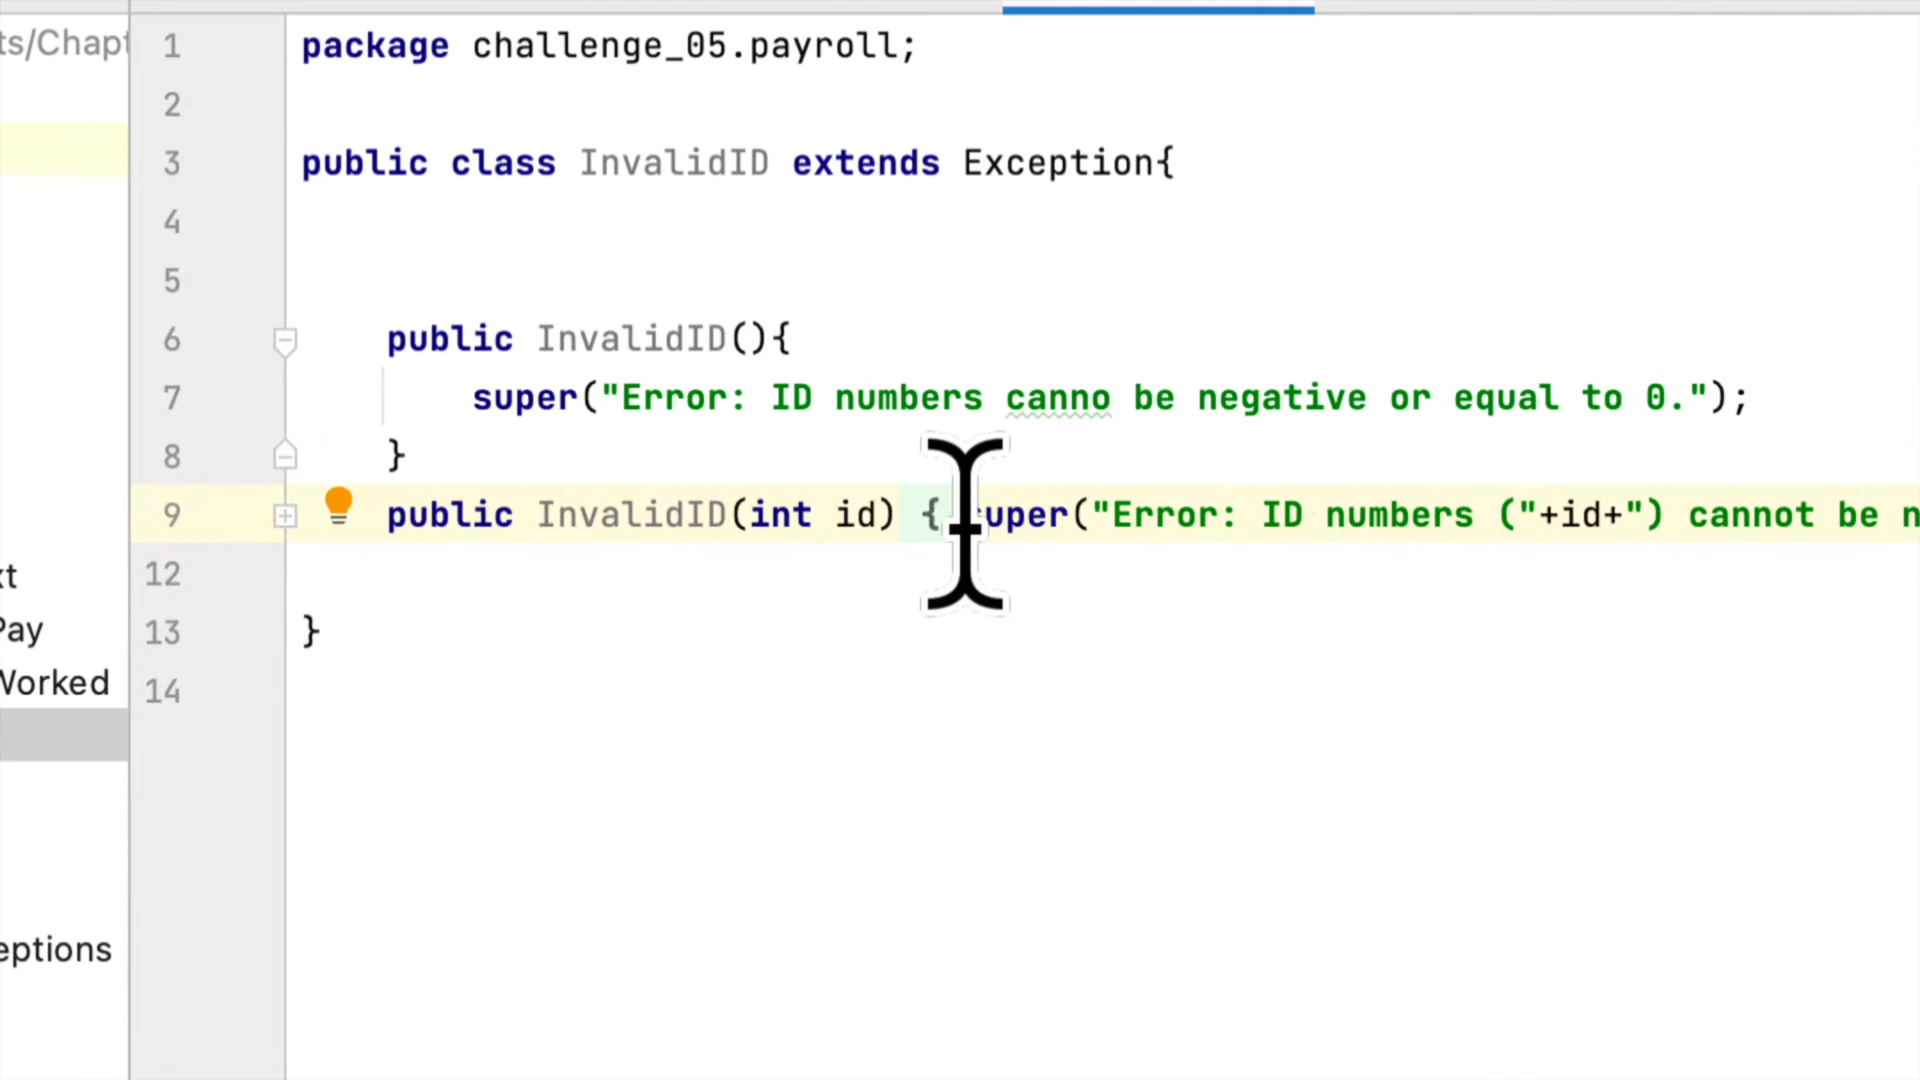 ts/Chapt
1 package challenge_05.payroll;
2
3 public class InvalidID extends Exception{
4
5
6 public InvalidID(){
7 super("Error: ID numbers canno be negative or equal to 0.");
8 }
9 public InvalidID(int id) { super("Error: ID numbers ("+id+") cannot be n
12
13 }
14
xt
Pay
Worked
eptions